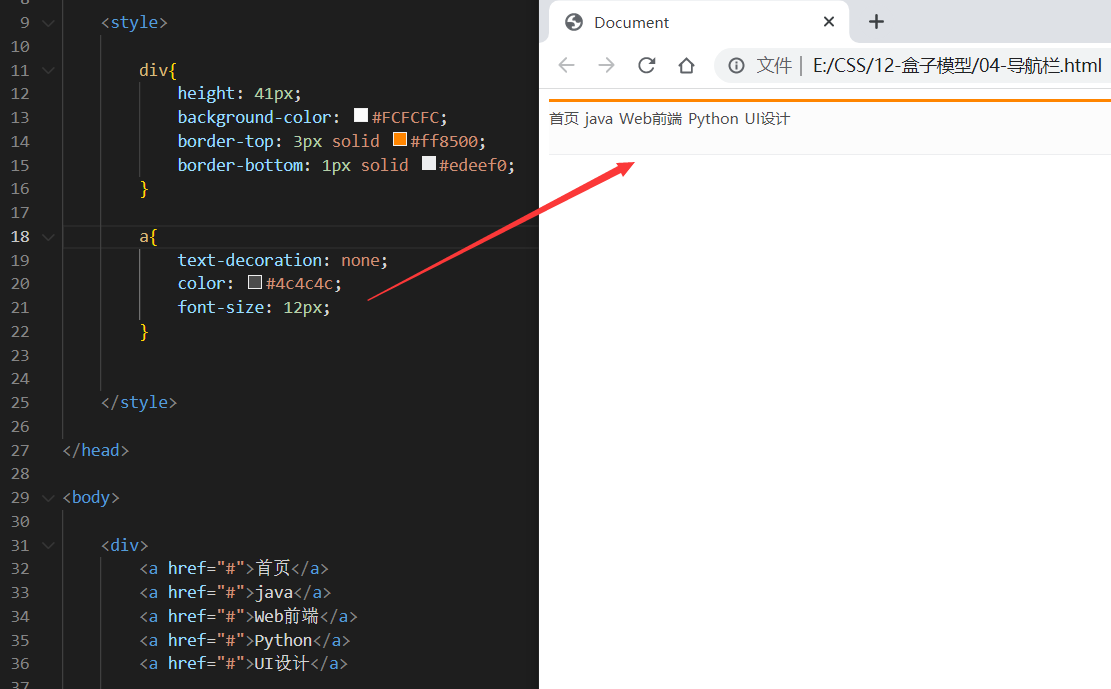 8
9 <style>
10
11 div{
12 height: 41px;
13 background-color: #FCFCFC;
14 border-top: 3px solid #ff8500;
15 border-bottom: 1px solid #edeef0;
16 }
17
18 a{
19 text-decoration: none;
20 color: #4c4c4c;
21 font-size: 12px;
22 }
23
24
25 </style>
26
27 </head>
28
29 <body>
30
31 <div>
32 <a href="#">首页</a>
33 <a href="#">java</a>
34 <a href="#">Web前端</a>
35 <a href="#">Python</a>
36 <a href="#">UI设计</a>
37
Document
文件 | E:/CSS/12-盒子模型/04-导航栏.html
首页 java Web前端 Python UI设计